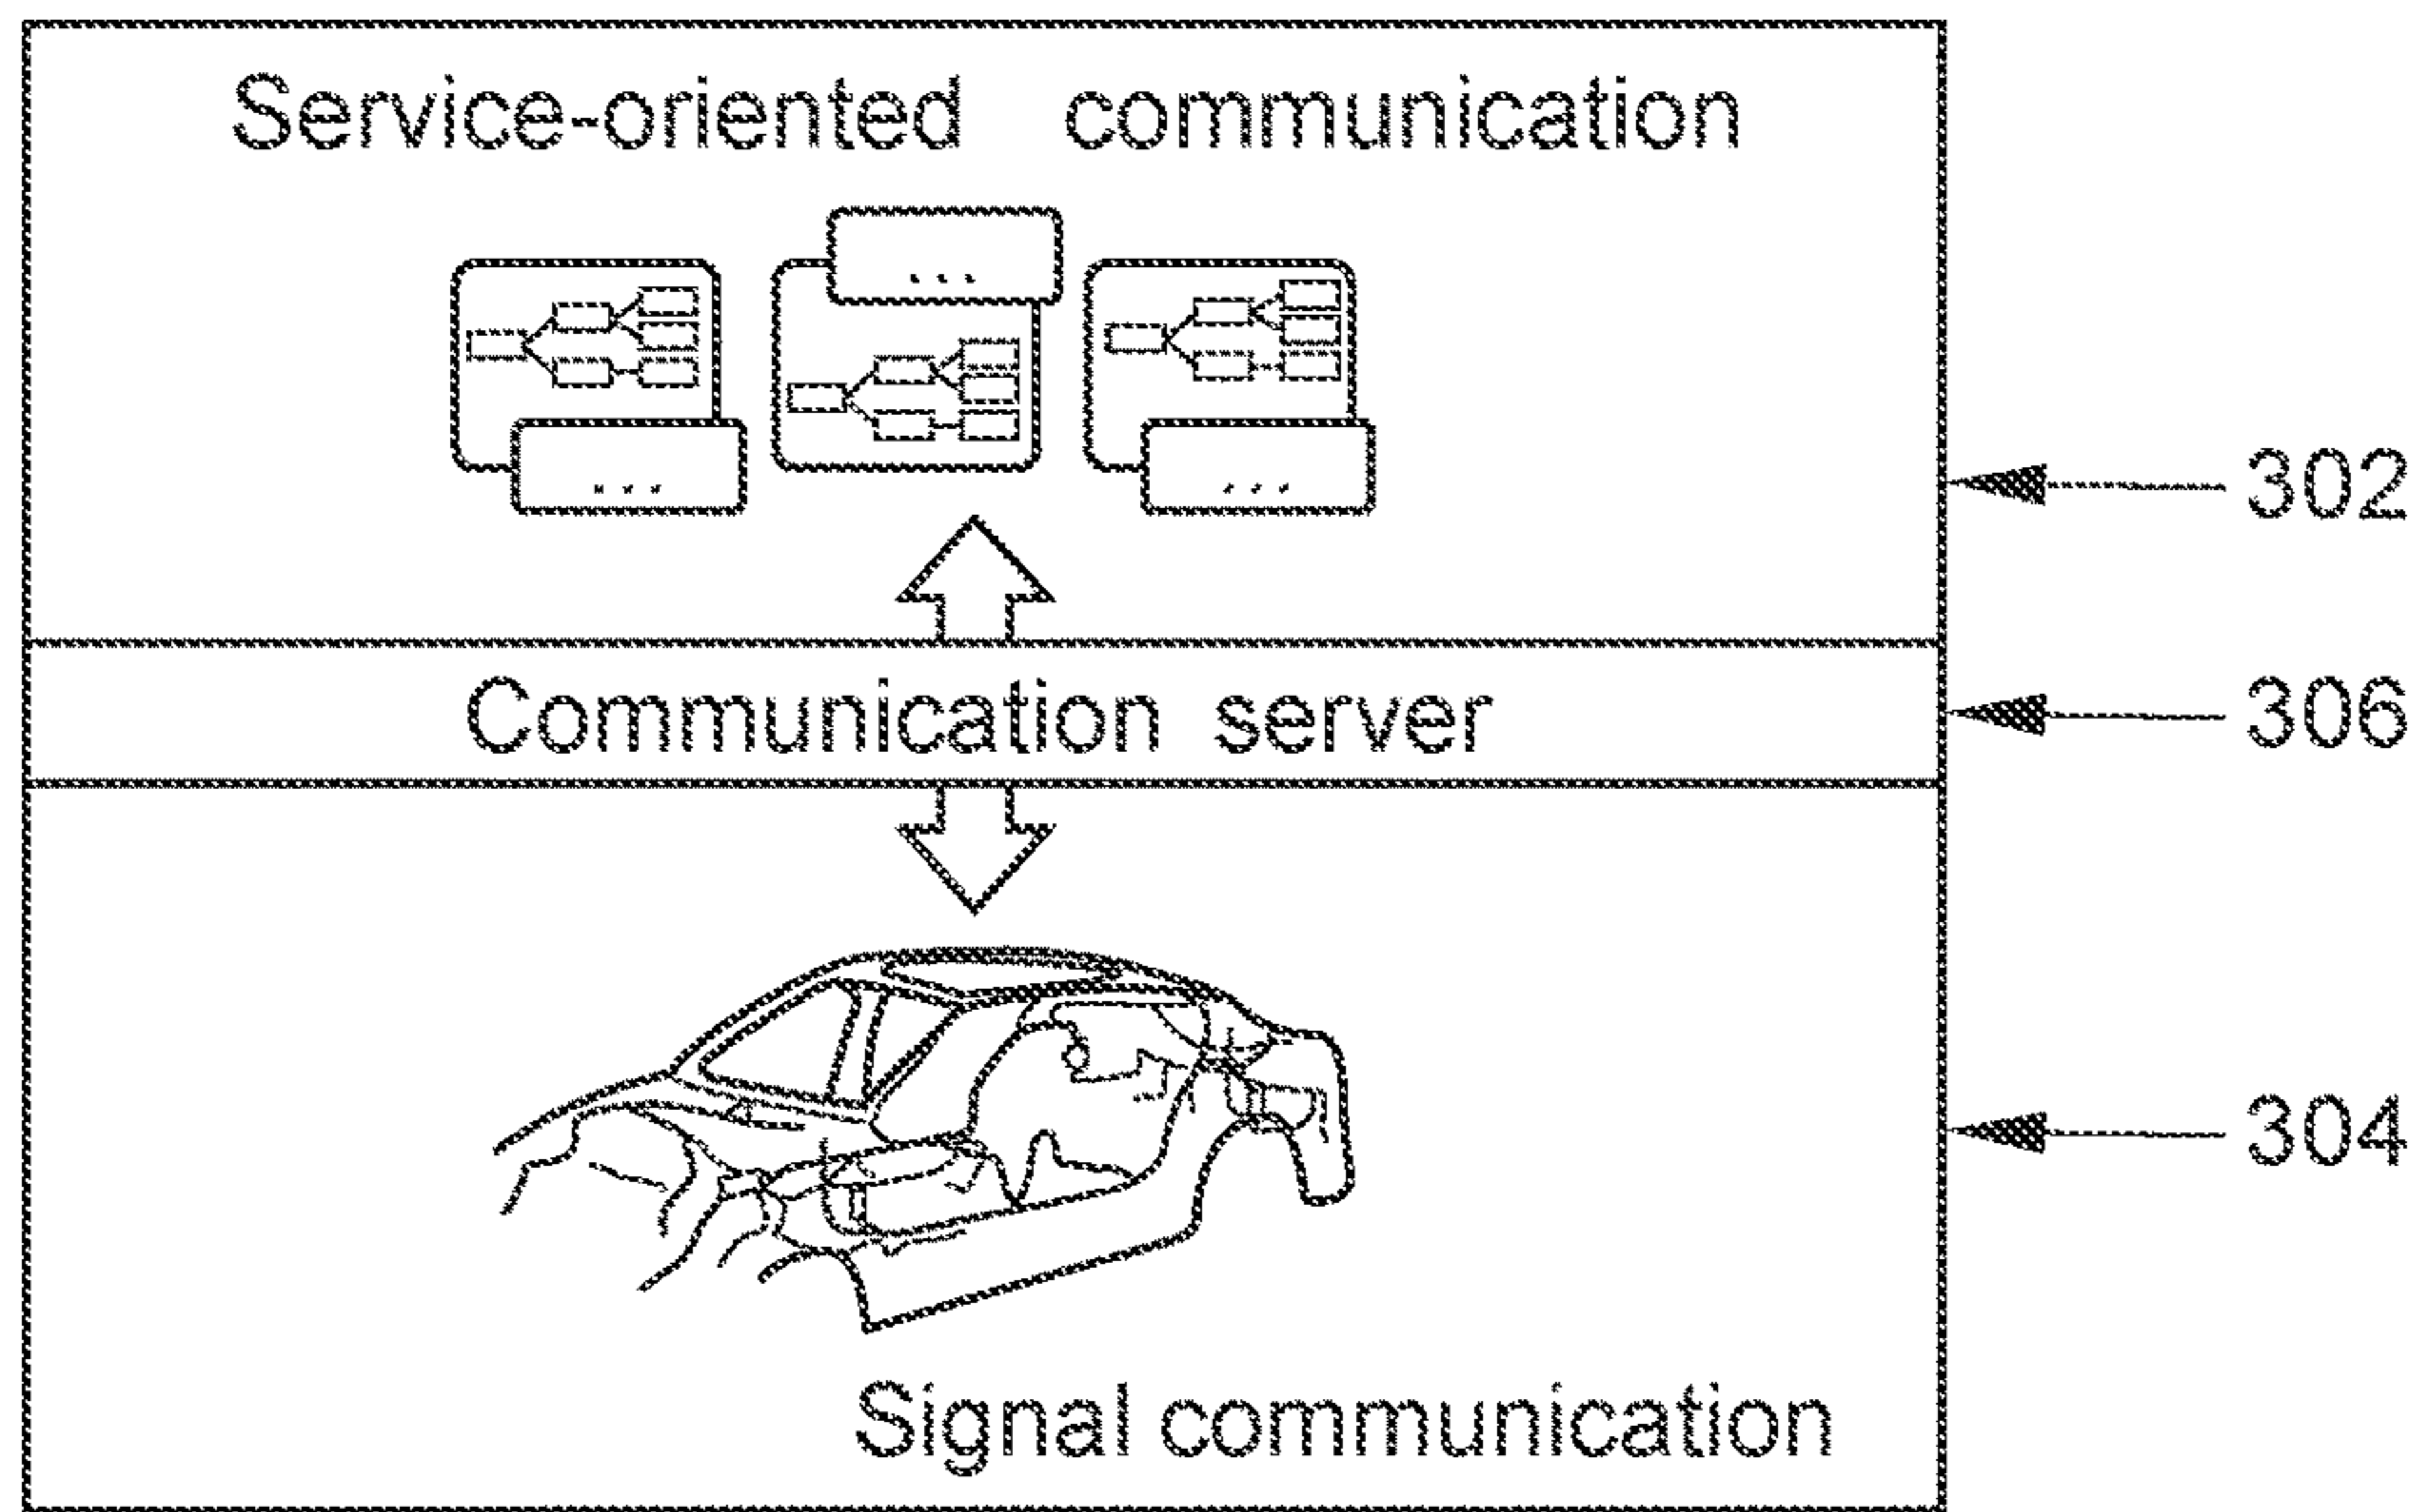 Service-oriented communication
...
...
...
302
Communication server
306
304
Signal communication